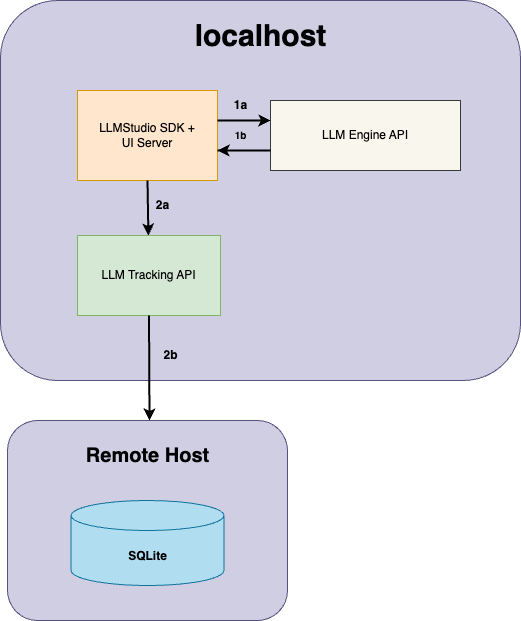 localhost
LLMStudio SDK +
UI Server
1a
1b
LLM Engine API
2a
LLM Tracking API
2b
Remote Host
SQLite